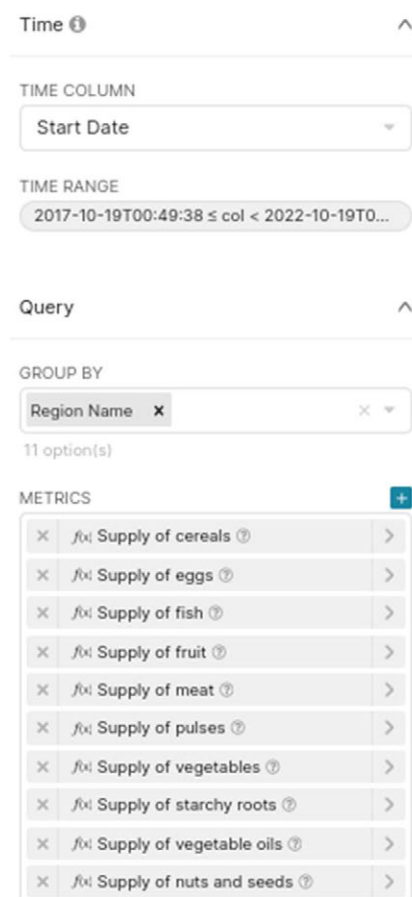 Time
TIME COLUMN
Start Date
TIME RANGE
2017-10-19T00:49:38 ≤ col < 2022-10-19T0...
Query
GROUP BY
Region Name ×
11 option(s)
METRICS
+
× f(x) Supply of cereals
× f(x) Supply of eggs
× f(x) Supply of fish
× f(x) Supply of fruit
× f(x) Supply of meat
× f(x) Supply of pulses
× f(x) Supply of vegetables
× f(x) Supply of starchy roots
× f(x) Supply of vegetable oils
× f(x) Supply of nuts and seeds